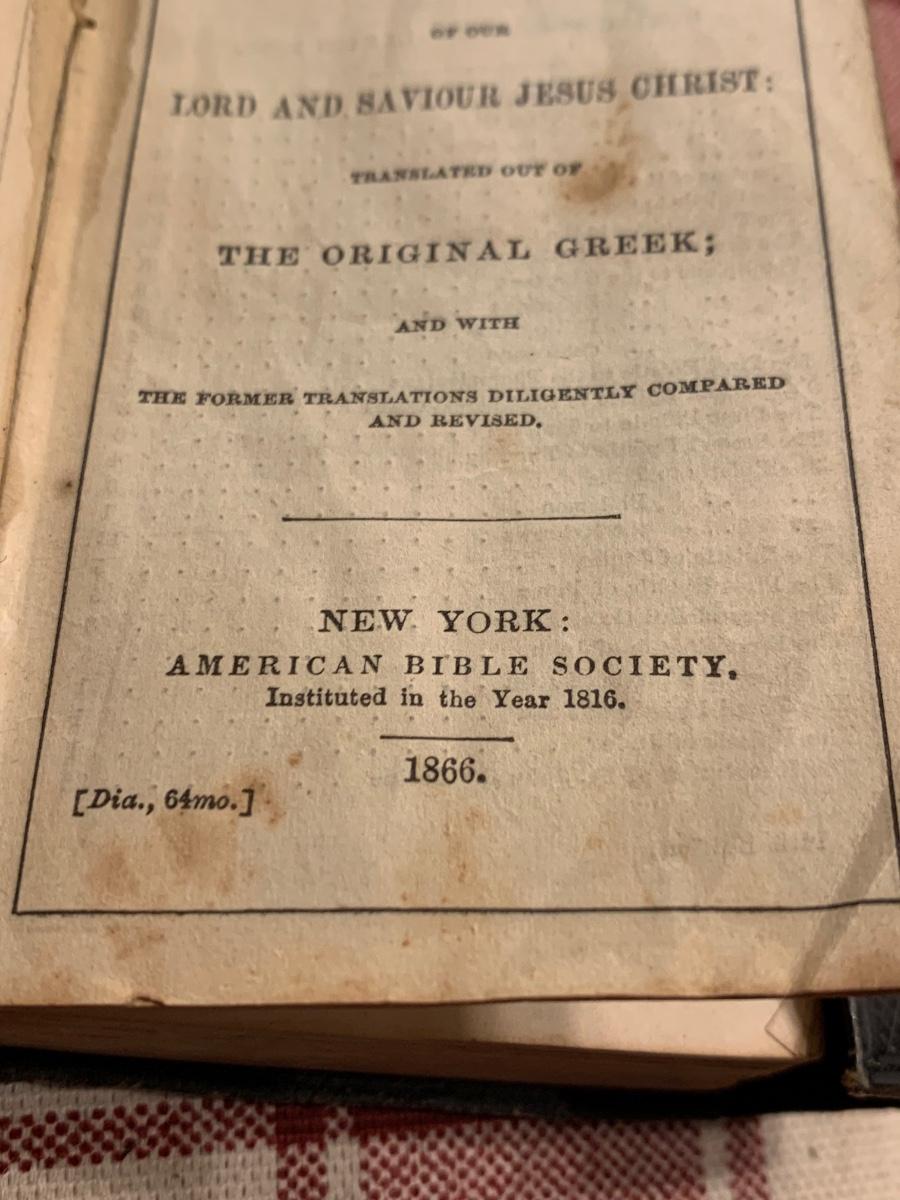 OF OUR
LORD AND SAVIOUR JESUS CHRIST:
TRANSLATED OUT OF
THE ORIGINAL GREEK;
AND WITH
THE FORMER TRANSLATIONS DILIGENTLY COMPARED
AND REVISED.
NEW YORK:
AMERICAN BIBLE SOCIETY,
Instituted in the Year 1816.
1866.
[Dia., 64mo.]